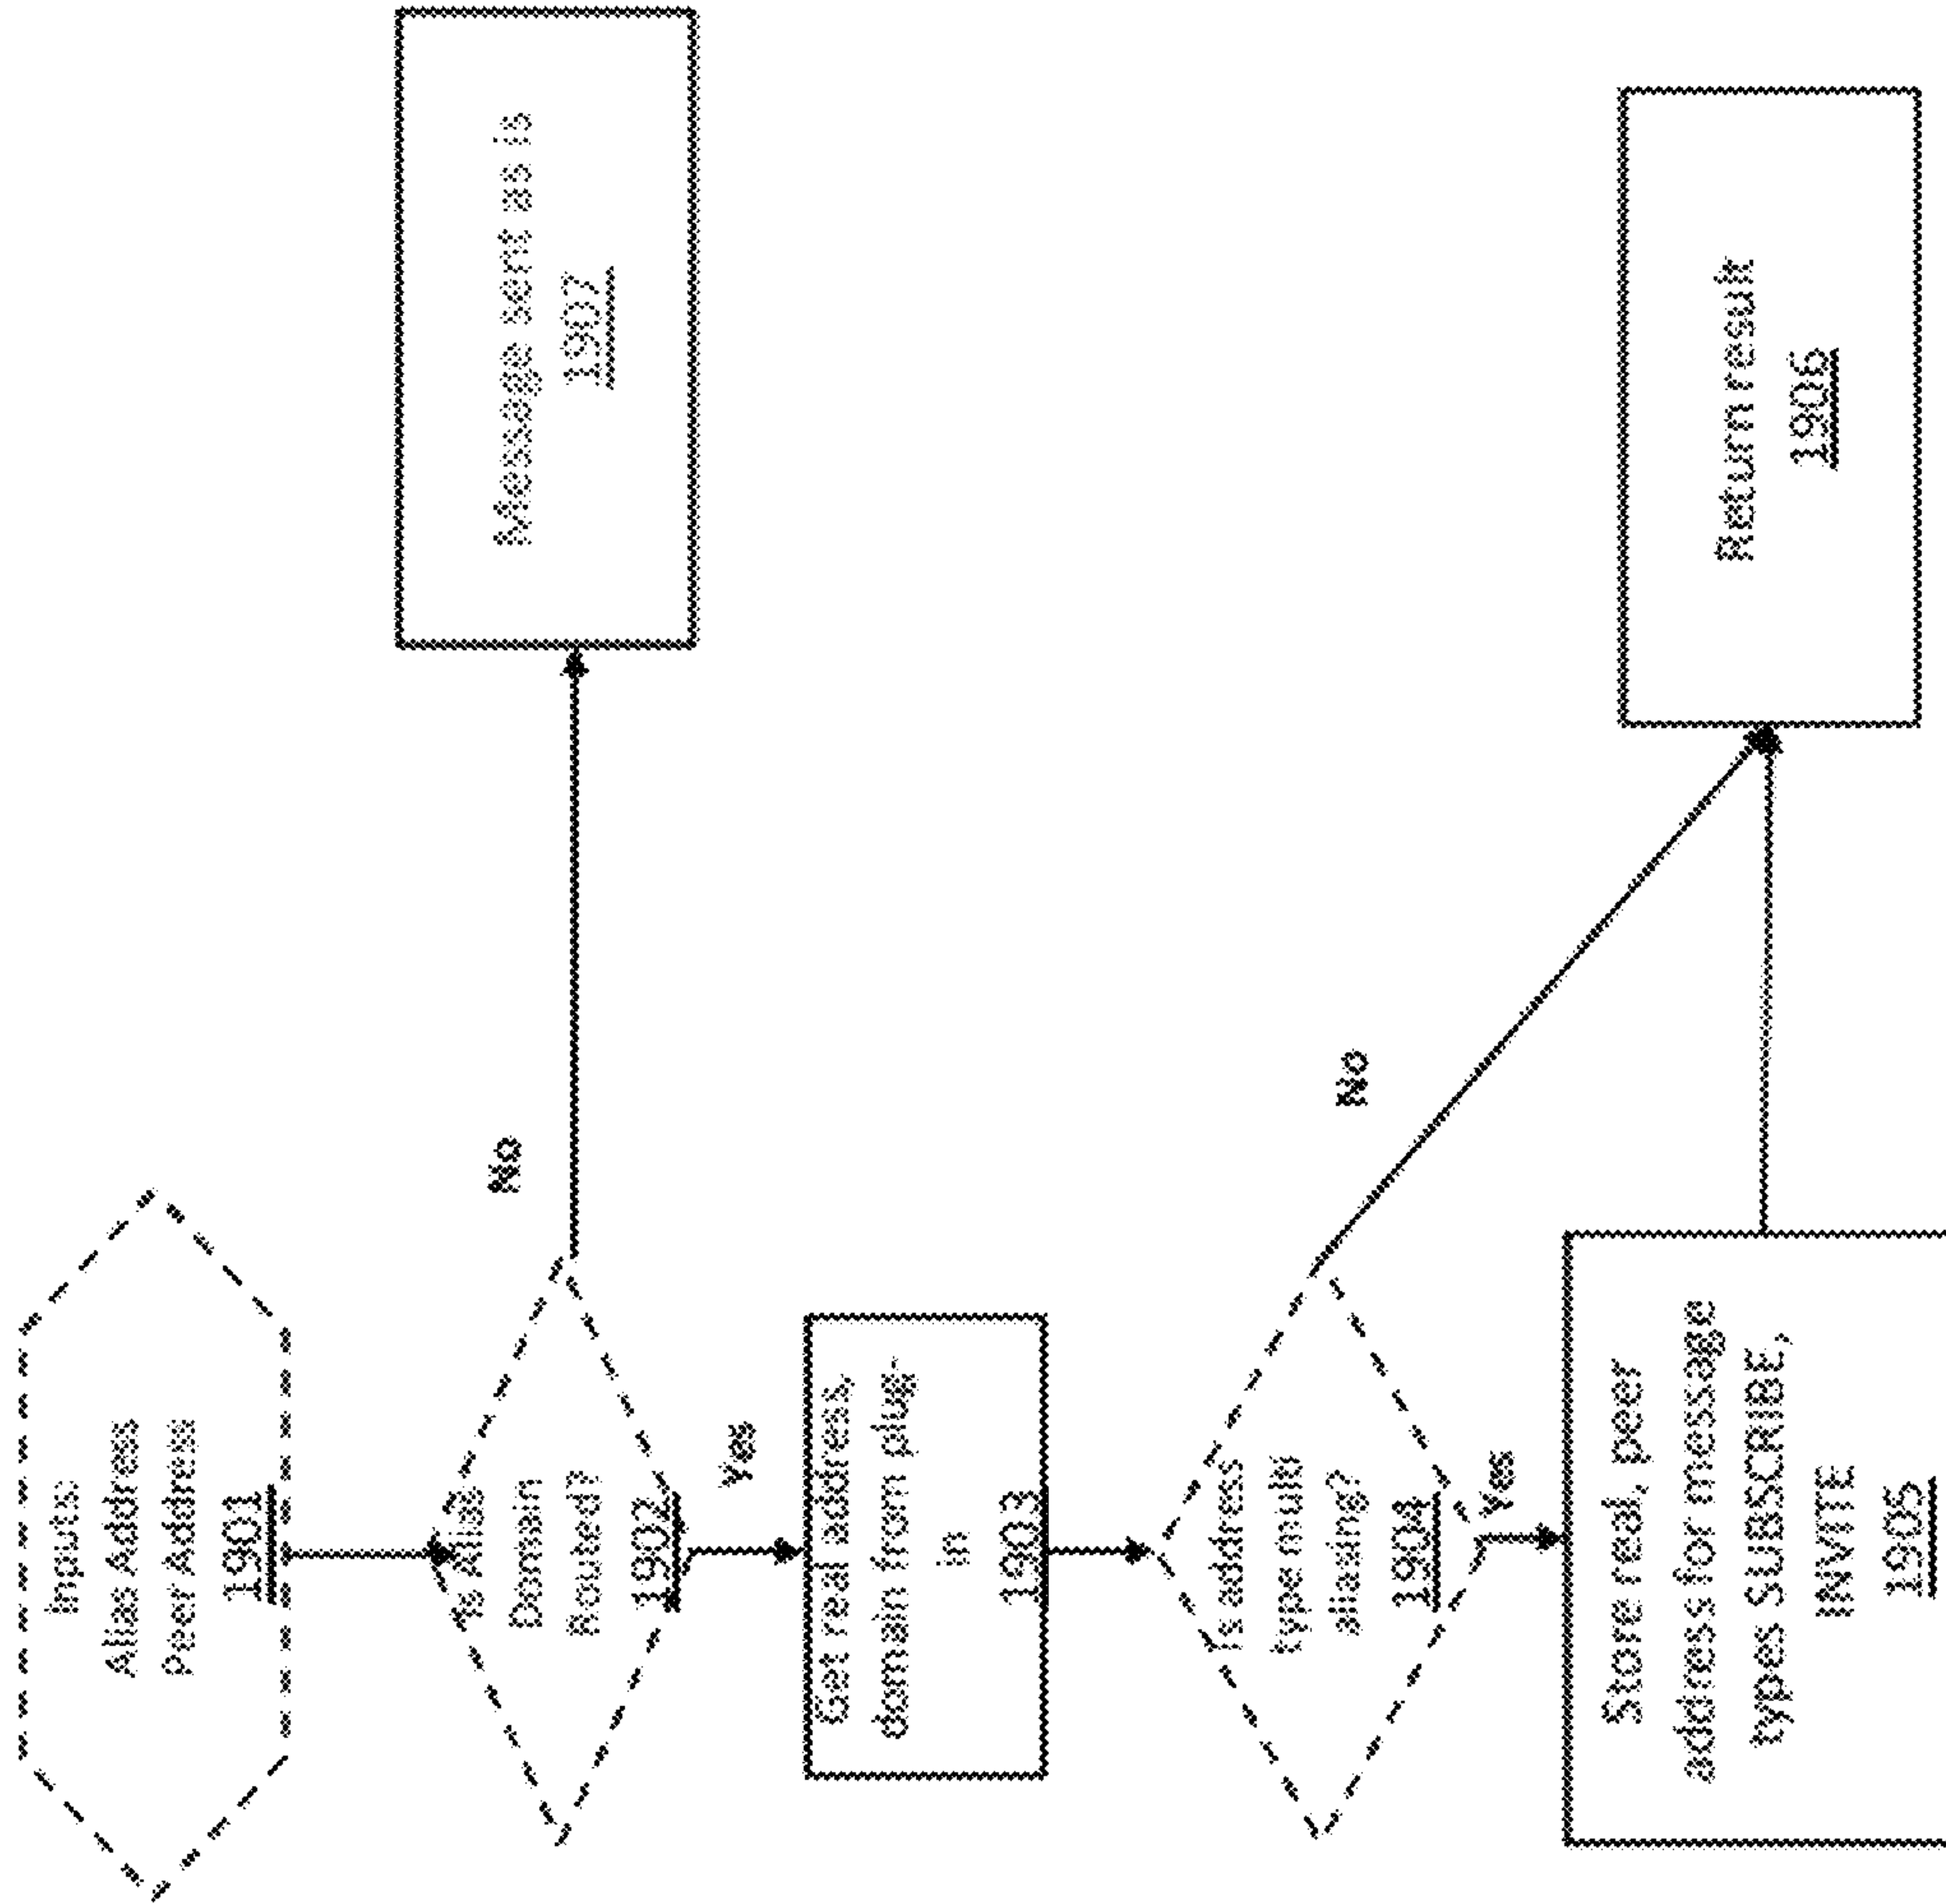 Inputs:
Alias Address
Peer Address
1901
Is Alias
Domain
Routed?
1902
No
Message sent as is
1907
Yes
Get real address,
domain from plug-
in
1903
Is address
type multi
aliasing?
1904
No
Yes
Store real, peer
address for message
types SUBSCRIBE,
INVITE
1905
Return result
1906